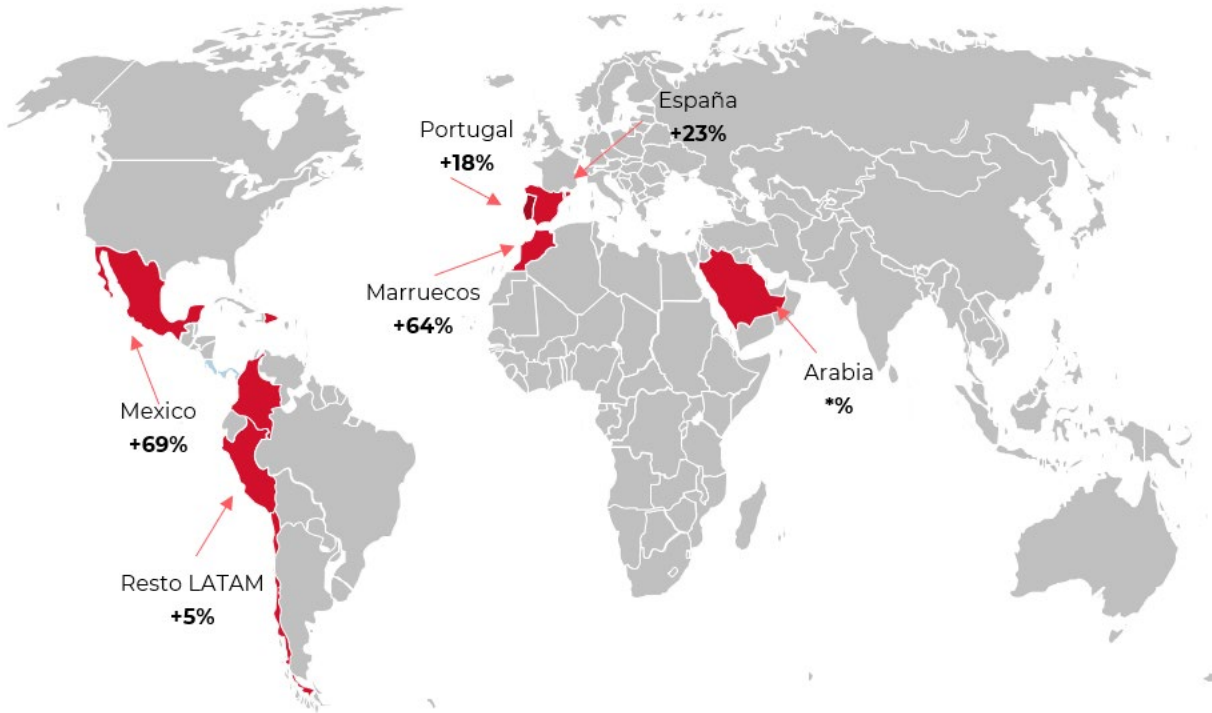 España
+23%
Portugal
+18%
Marruecos
+64%
Arabia
*%
Mexico
+69%
Resto LATAM
+5%